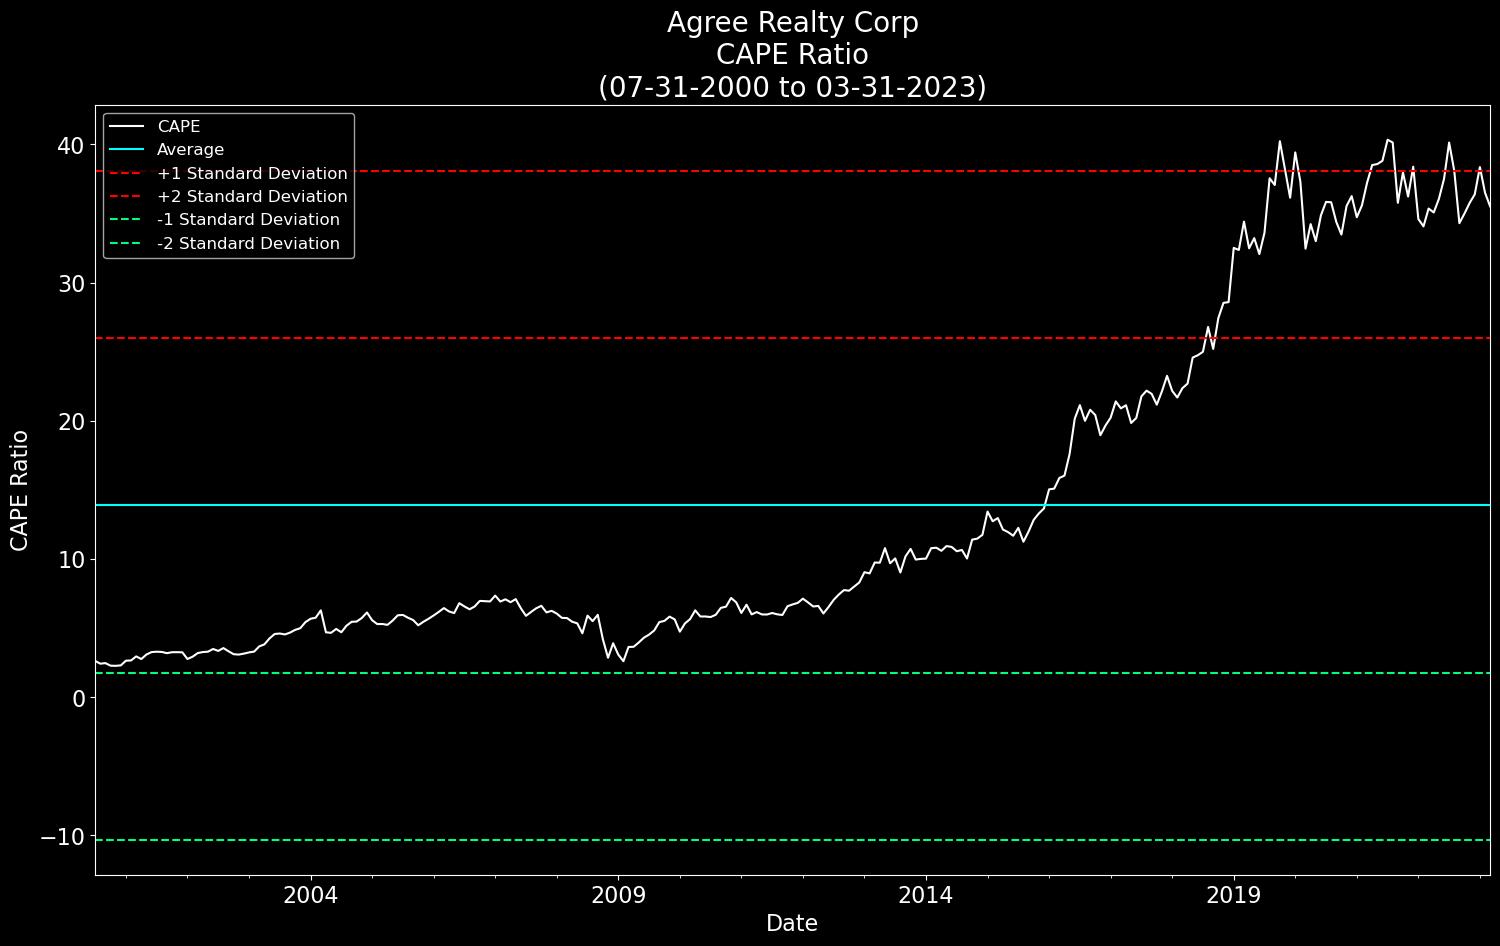 Agree Realty Corp
CAPE Ratio
(07-31-2000 to 03-31-2023)
CAPE
Average
+1 Standard Deviation
+2 Standard Deviation
-1 Standard Deviation
-2 Standard Deviation
40
30
20
10
0
−10
CAPE Ratio
2004 2009 2014 2019
Date